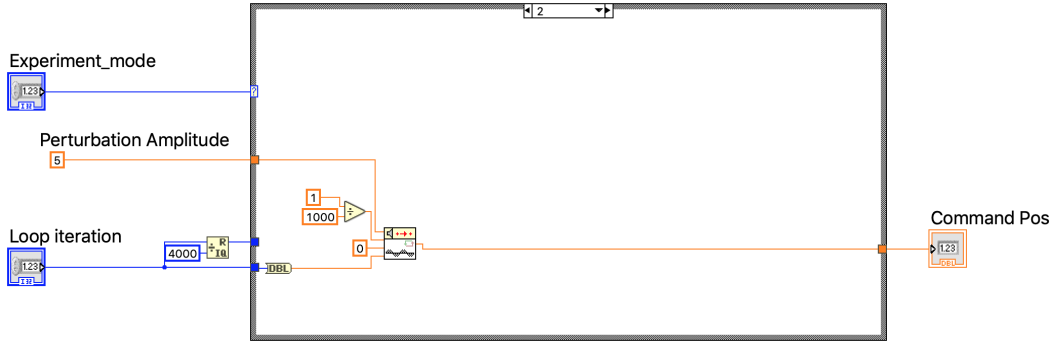 2
Experiment_mode
1.23
?
Perturbation Amplitude
5
1
1000
÷
Loop iteration
4000
÷
R
IQ
0
1.23
DBL
Command Pos
1.23
DBL